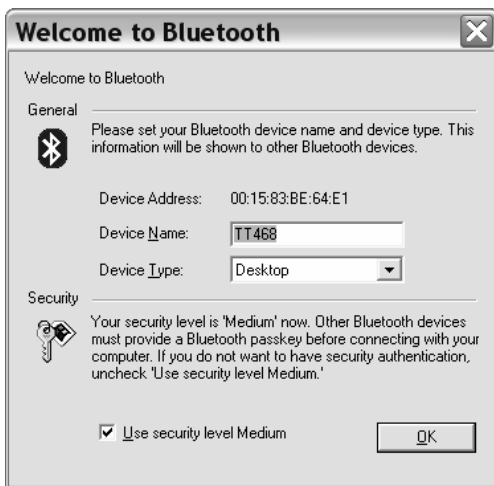 Welcome to Bluetooth
Welcome to Bluetooth
General
Please set your Bluetooth device name and device type. This
information will be shown to other Bluetooth devices.
Device Address: 00:15:83:BE:64:E1
Device Name: TT468
Device Type: Desktop
Security
Your security level is 'Medium' now. Other Bluetooth devices
must provide a Bluetooth passkey before connecting with your
computer. If you do not want to have security authentication,
uncheck 'Use security level Medium.'
Use security level Medium
OK